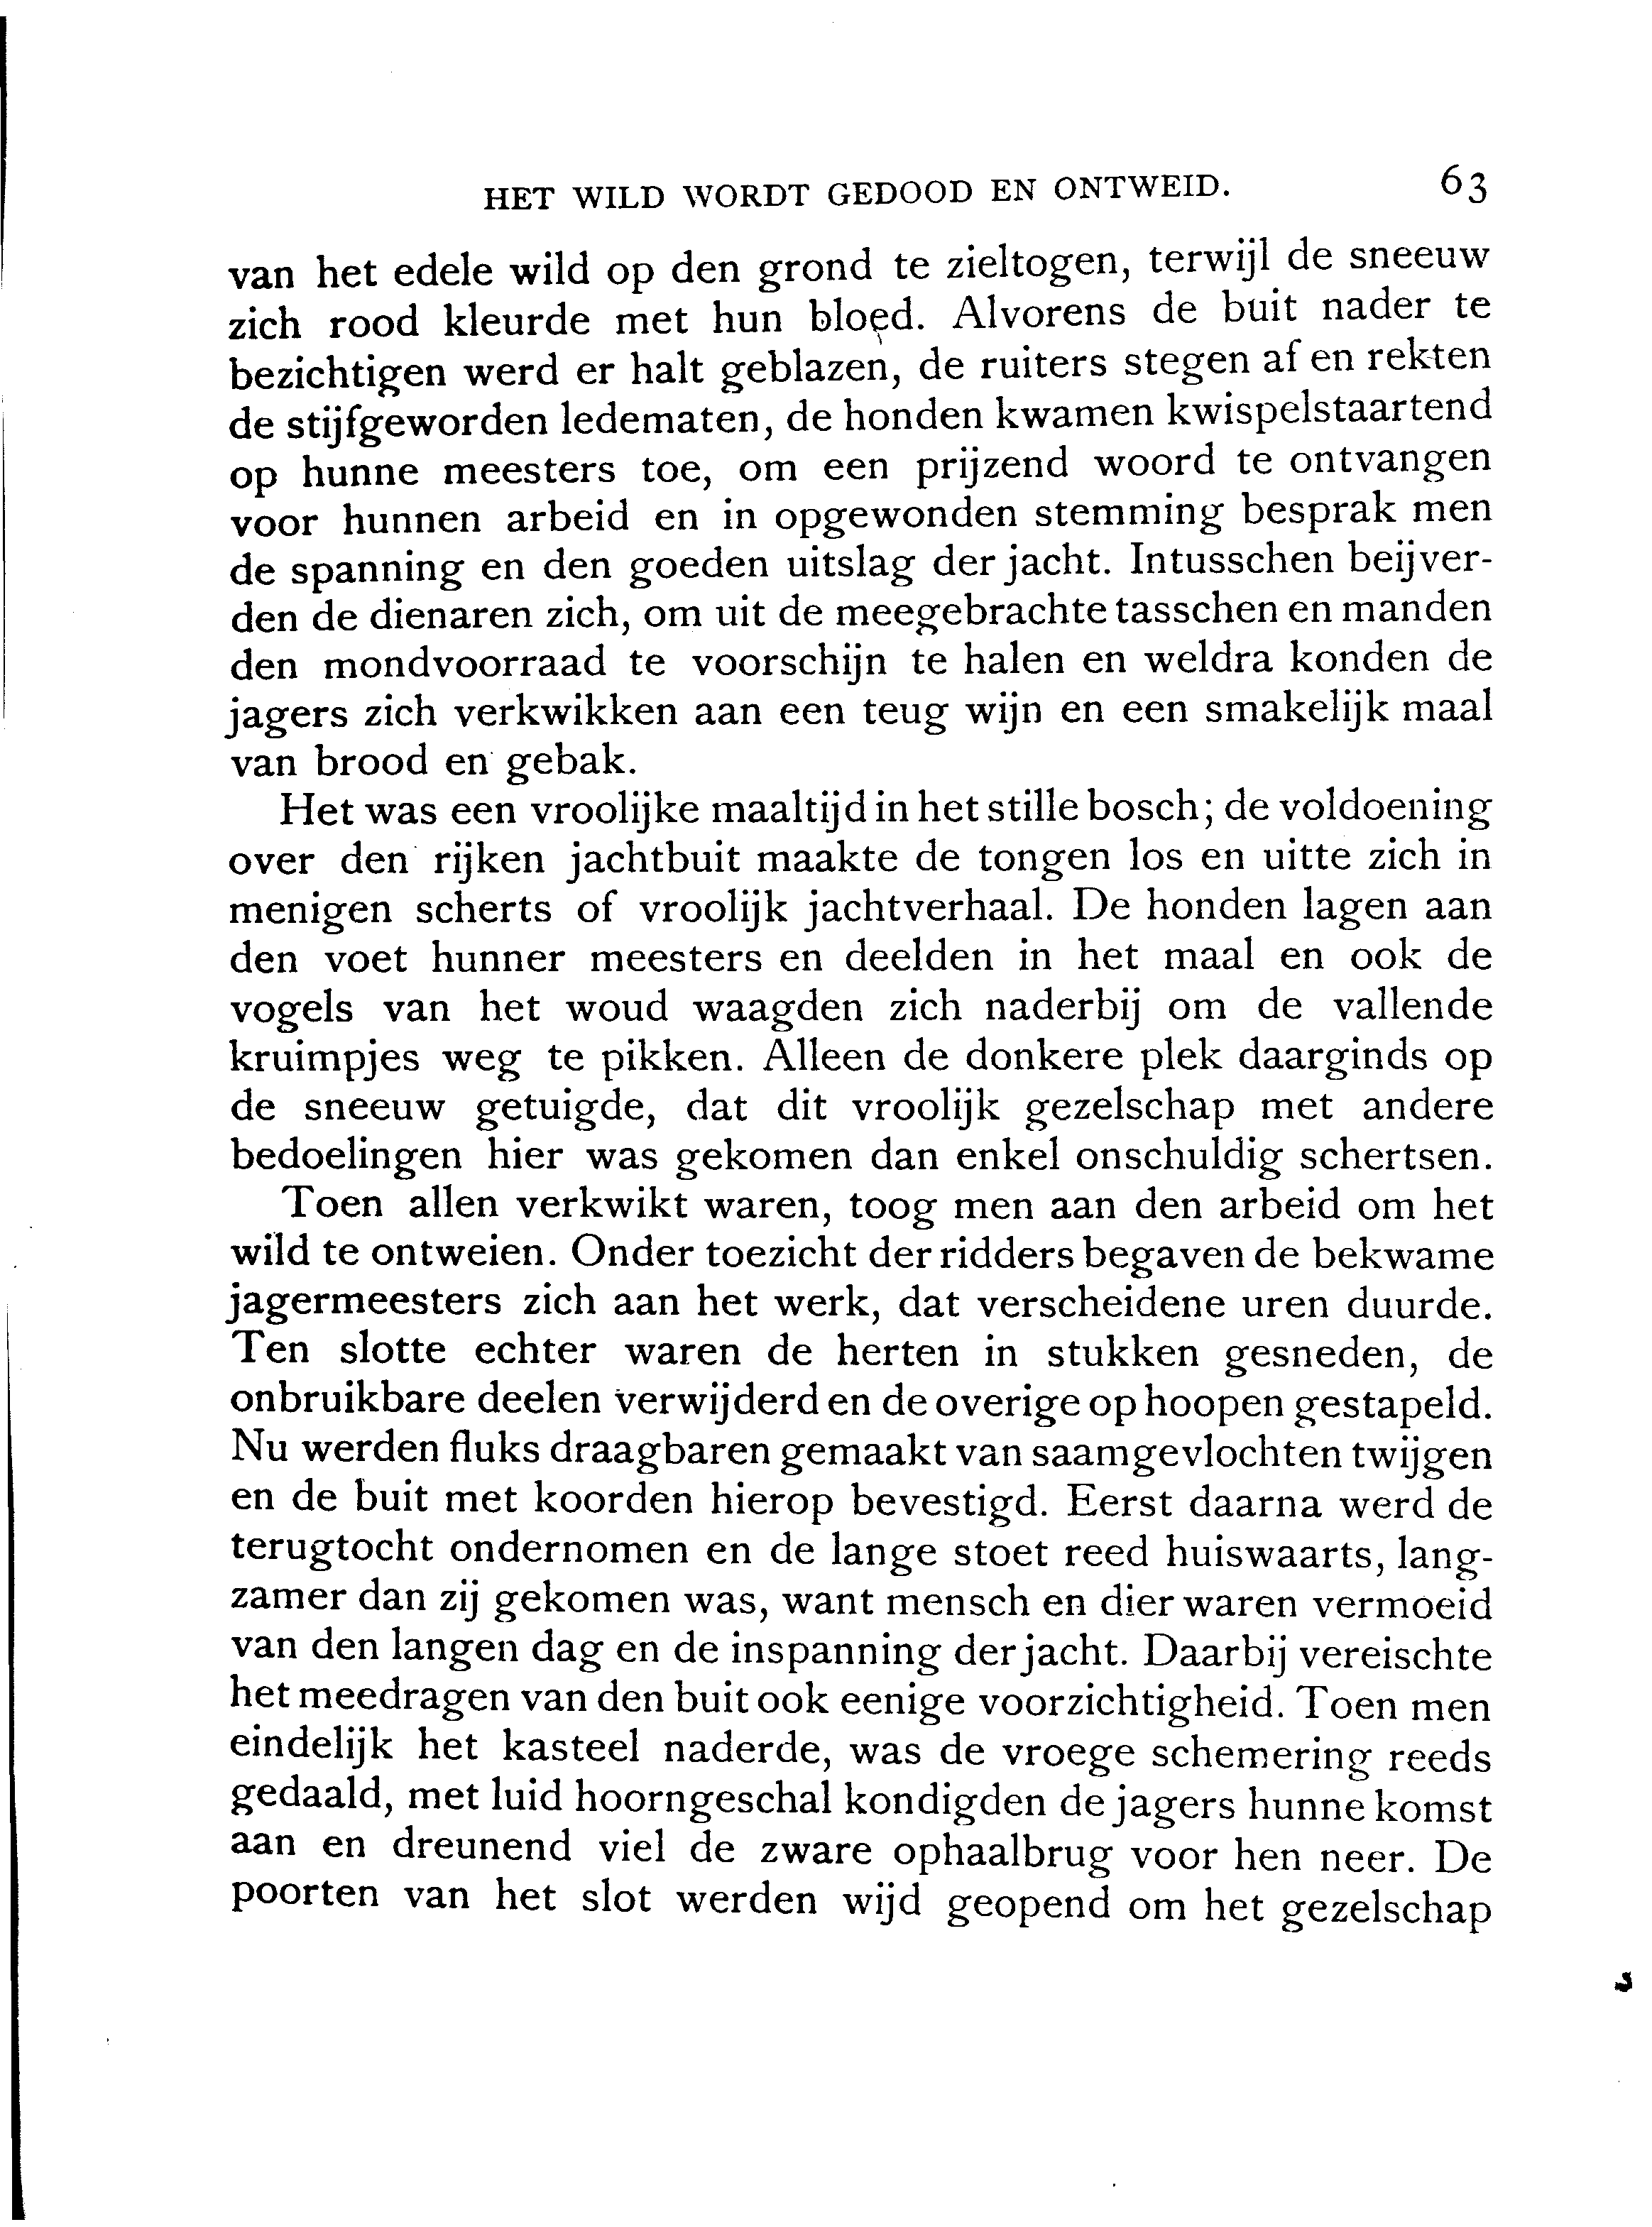 HET WILD WORDT GEDOOD EN ONTWEID. 63
van het edele wild op den grond te zieltogen, terwijl de sneeuw
zich rood kleurde met hun bloed. Alvorens de buit nader te
bezichtigen werd er halt geblazen, de ruiters stegen af en rekten
de stijfgeworden ledematen, de honden kwamen kwispelstaartend
op hunne meesters toe, om een prijzend woord te ontvangen
voor hunnen arbeid en in opgewonden stemming besprak men
de spanning en den goeden uitslag der jacht. Intusschen beijver-
den de dienaren zich, om uit de meegebrachte tasschen en manden
den mondvoorraad te voorschijn te halen en weldra konden de
jagers zich verkwikken aan een teug wijn en een smakelijk maal
van brood en gebak.
Het was een vroolijke maaltijd in het stille bosch; de voldoening
over den rijken jachtbuit maakte de tongen los en uitte zich in
menigen scherts of vroolijk jachtverhaal. De honden lagen aan
den voet hunner meesters en deelden in het maal en ook de
vogels van het woud waagden zich naderbij om de vallende
kruimpjes weg te pikken. Alleen de donkere plek daarginds op
de sneeuw getuigde, dat dit vroolijk gezelschap met andere
bedoelingen hier was gekomen dan enkel onschuldig schertsen.
Toen allen verkwikt waren, toog men aan den arbeid om het
wild te ontweien. Onder toezicht der ridders begaven de bekwame
jagermeesters zich aan het werk, dat verscheidene uren duurde.
Ten slotte echter waren de herten in stukken gesneden, de
onbruikbare deelen verwijderd en de overige op hoopen gestapeld.
Nu werden fluks draagbaren gemaakt van saamgevlochten twijgen
en de buit met koorden hierop bevestigd. Eerst daarna werd de
terugtocht ondernomen en de lange stoet reed huiswaarts, lang-
zamer dan zij gekomen was, want mensch en dier waren vermoeid
van den langen dag en de inspanning der jacht. Daarbij vereischte
het meedragen van den buit ook eenige voorzichtigheid. Toen men
eindelijk het kasteel naderde, was de vroege schemering reeds
gedaald, met luid hoorngeschal kondigden de jagers hunne komst
aan en dreunend viel de zware ophaalbrug voor hen neer. De
poorten van het slot werden wijd geopend om het gezelschap